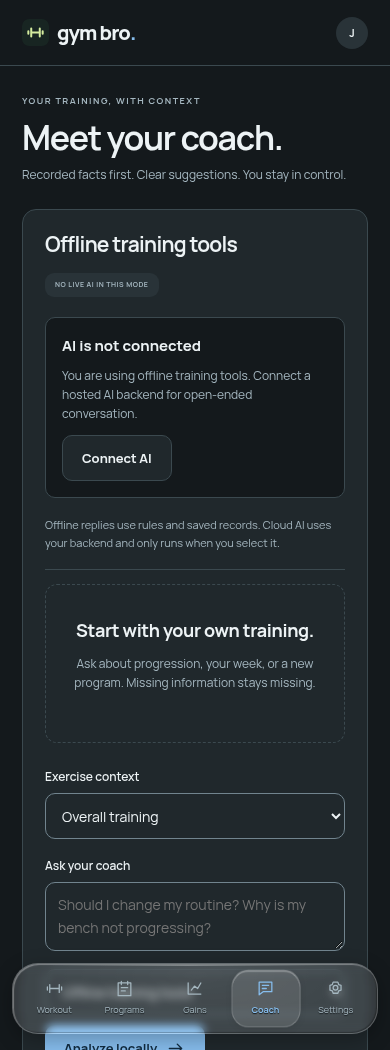 gym bro.
J
YOUR TRAINING, WITH CONTEXT
Meet your coach.
Recorded facts first. Clear suggestions. You stay in control.
Offline training tools
NO LIVE AI IN THIS MODE
AI is not connected
You are using offline training tools. Connect a
hosted AI backend for open-ended
conversation.
Connect AI
Offline replies use rules and saved records. Cloud AI uses
your backend and only runs when you select it.
Start with your own training.
Ask about progression, your week, or a new
program. Missing information stays missing.
Exercise context
Overall training
Ask your coach
Should I change my routine? Why is my
bench not progressing?
Workout
Programs
Gains
Coach
Settings
Analyze locally →